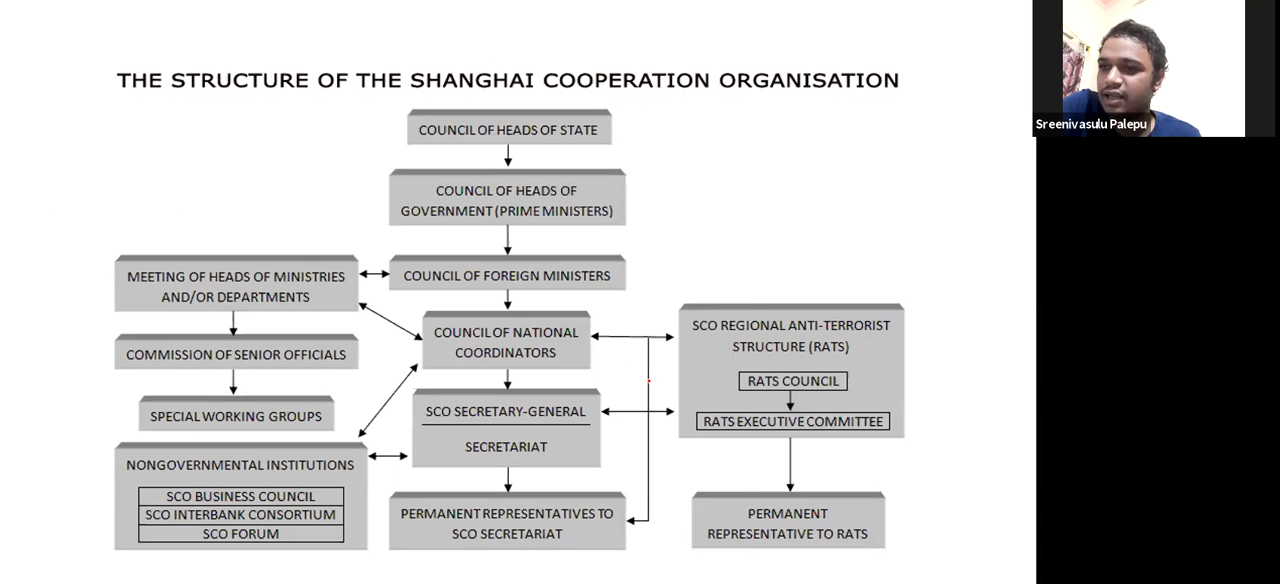 THE STRUCTURE OF THE SHANGHAI COOPERATION ORGANISATION
Sreenivasulu Palepu
COUNCIL OF HEADS OF STATE
COUNCIL OF HEADS OF
GOVERNMENT (PRIME MINISTERS)
MEETING OF HEADS OF MINISTRIES
AND/OR DEPARTMENTS
COUNCIL OF FOREIGN MINISTERS
COMMISSION OF SENIOR OFFICIALS
SPECIAL WORKING GROUPS
COUNCIL OF NATIONAL
COORDINATORS
SCO REGIONAL ANTI-TERRORIST
STRUCTURE (RATS)
RATS COUNCIL
RATS EXECUTIVE COMMITTEE
SCO SECRETARY-GENERAL
SECRETARIAT
NONGOVERNMENTAL INSTITUTIONS
SCO BUSINESS COUNCIL
SCO INTERBANK CONSORTIUM
SCO FORUM
PERMANENT REPRESENTATIVES TO
SCO SECRETARIAT
PERMANENT
REPRESENTATIVE TO RATS